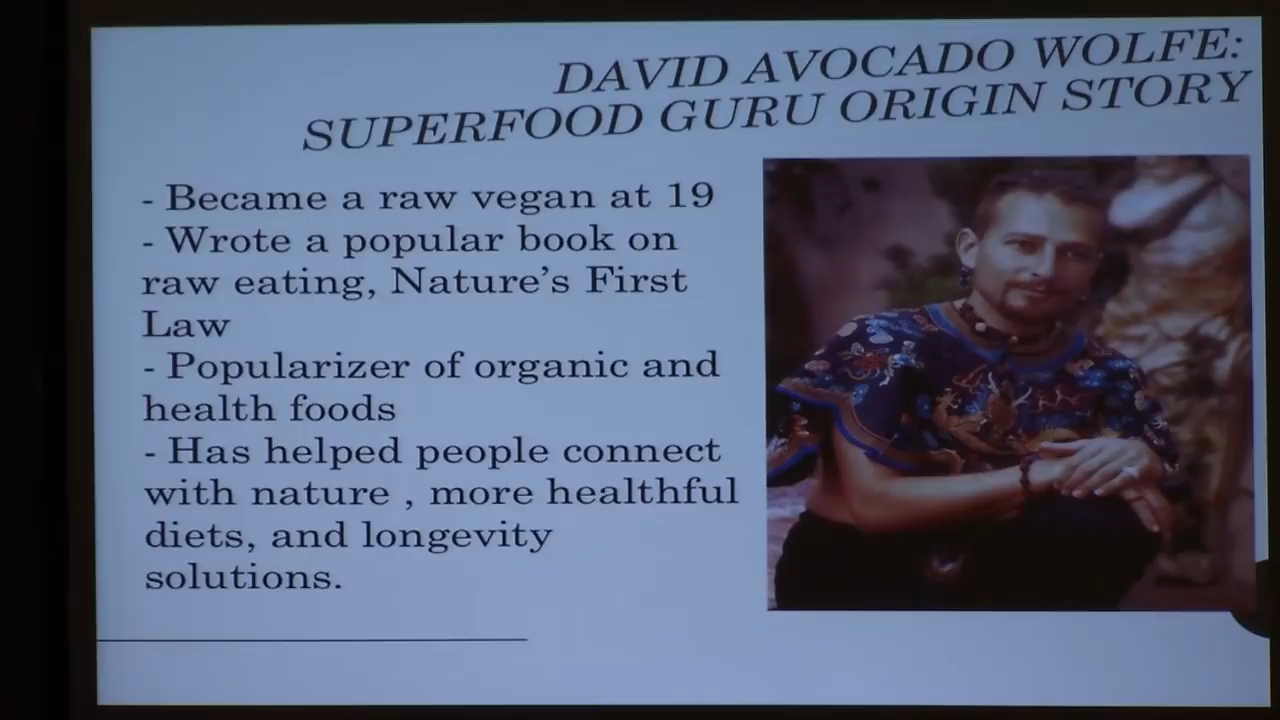 DAVID AVOCADO WOLFE:
SUPERFOOD GURU ORIGIN STORY
- Became a raw vegan at 19
- Wrote a popular book on
raw eating, Nature's First
Law
- Popularizer of organic and
health foods
- Has helped people connect
with nature , more healthful
diets, and longevity
solutions.